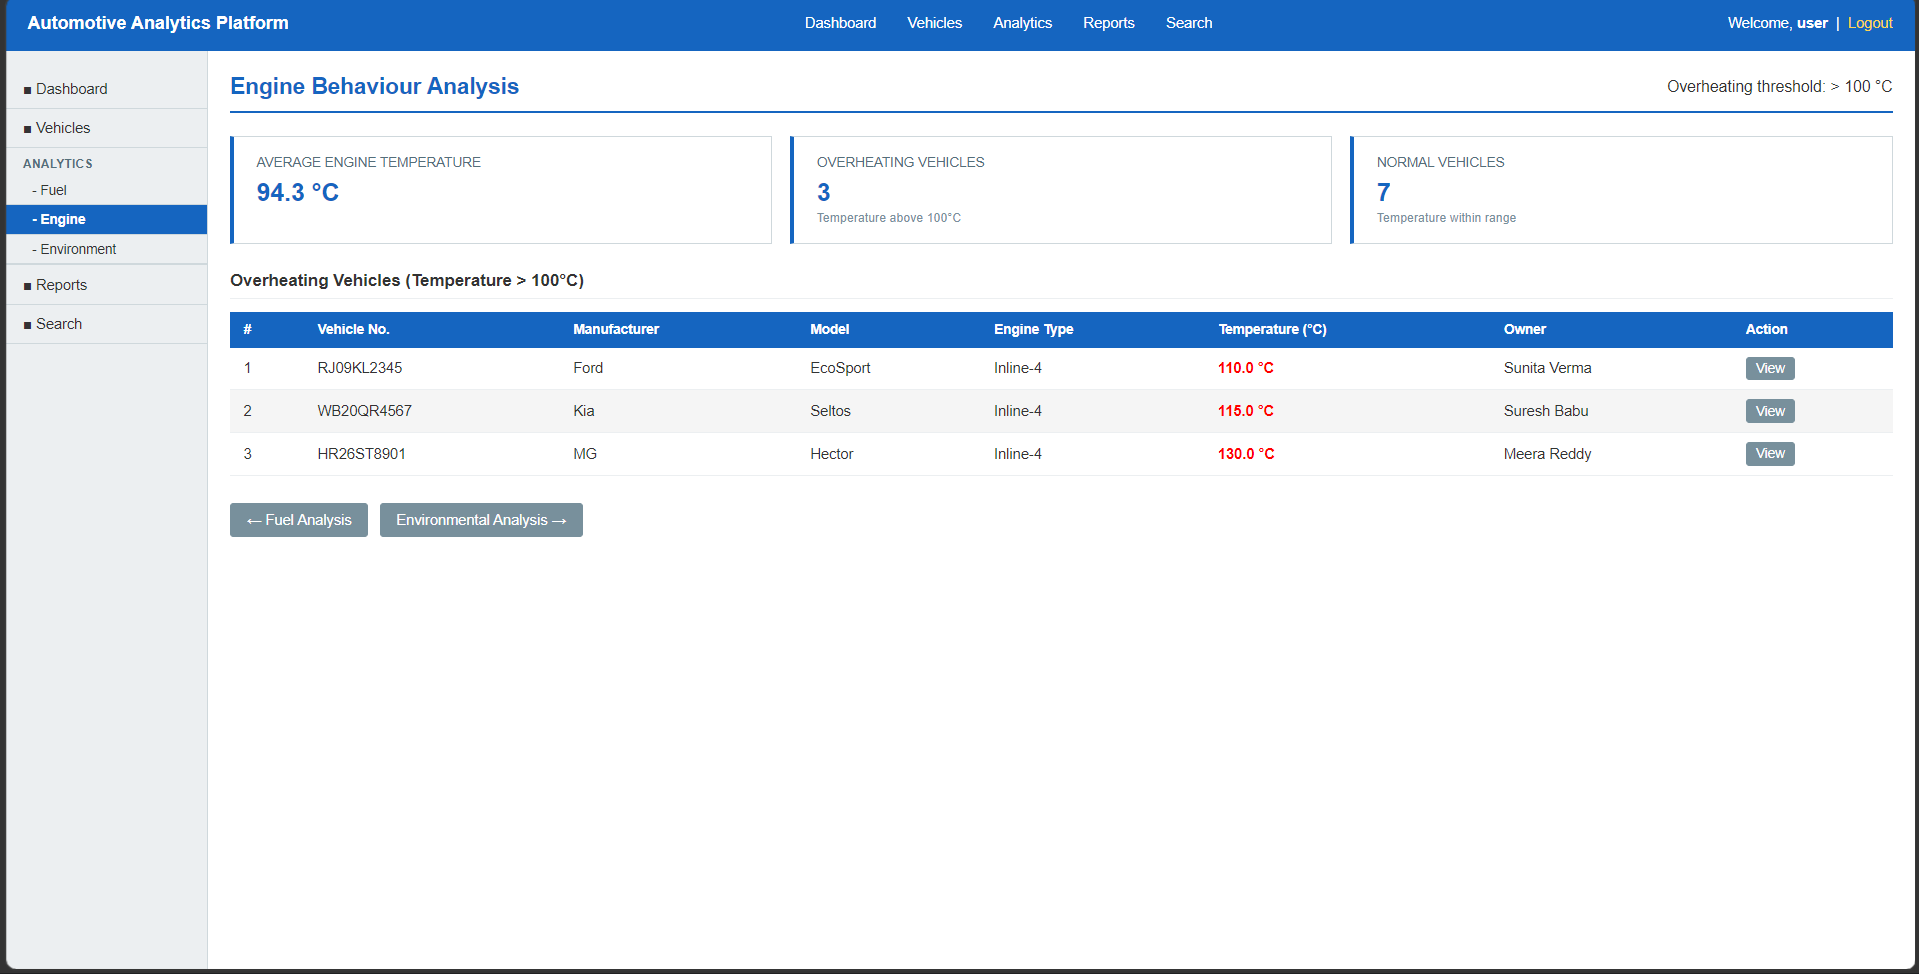 Automotive Analytics Platform Dashboard Vehicles Analytics Reports Search Welcome, user | Logout
■ Dashboard
■ Vehicles
ANALYTICS
- Fuel
- Engine
- Environment
■ Reports
■ Search
Engine Behaviour Analysis Overheating threshold: > 100 °C
AVERAGE ENGINE TEMPERATURE
94.3 °C
OVERHEATING VEHICLES
3
Temperature above 100°C
NORMAL VEHICLES
7
Temperature within range
Overheating Vehicles (Temperature > 100°C)
# Vehicle No. Manufacturer Model Engine Type Temperature (°C) Owner Action
1 RJ09KL2345 Ford EcoSport Inline-4 110.0 °C Sunita Verma View
2 WB20QR4567 Kia Seltos Inline-4 115.0 °C Suresh Babu View
3 HR26ST8901 MG Hector Inline-4 130.0 °C Meera Reddy View
← Fuel Analysis Environmental Analysis →